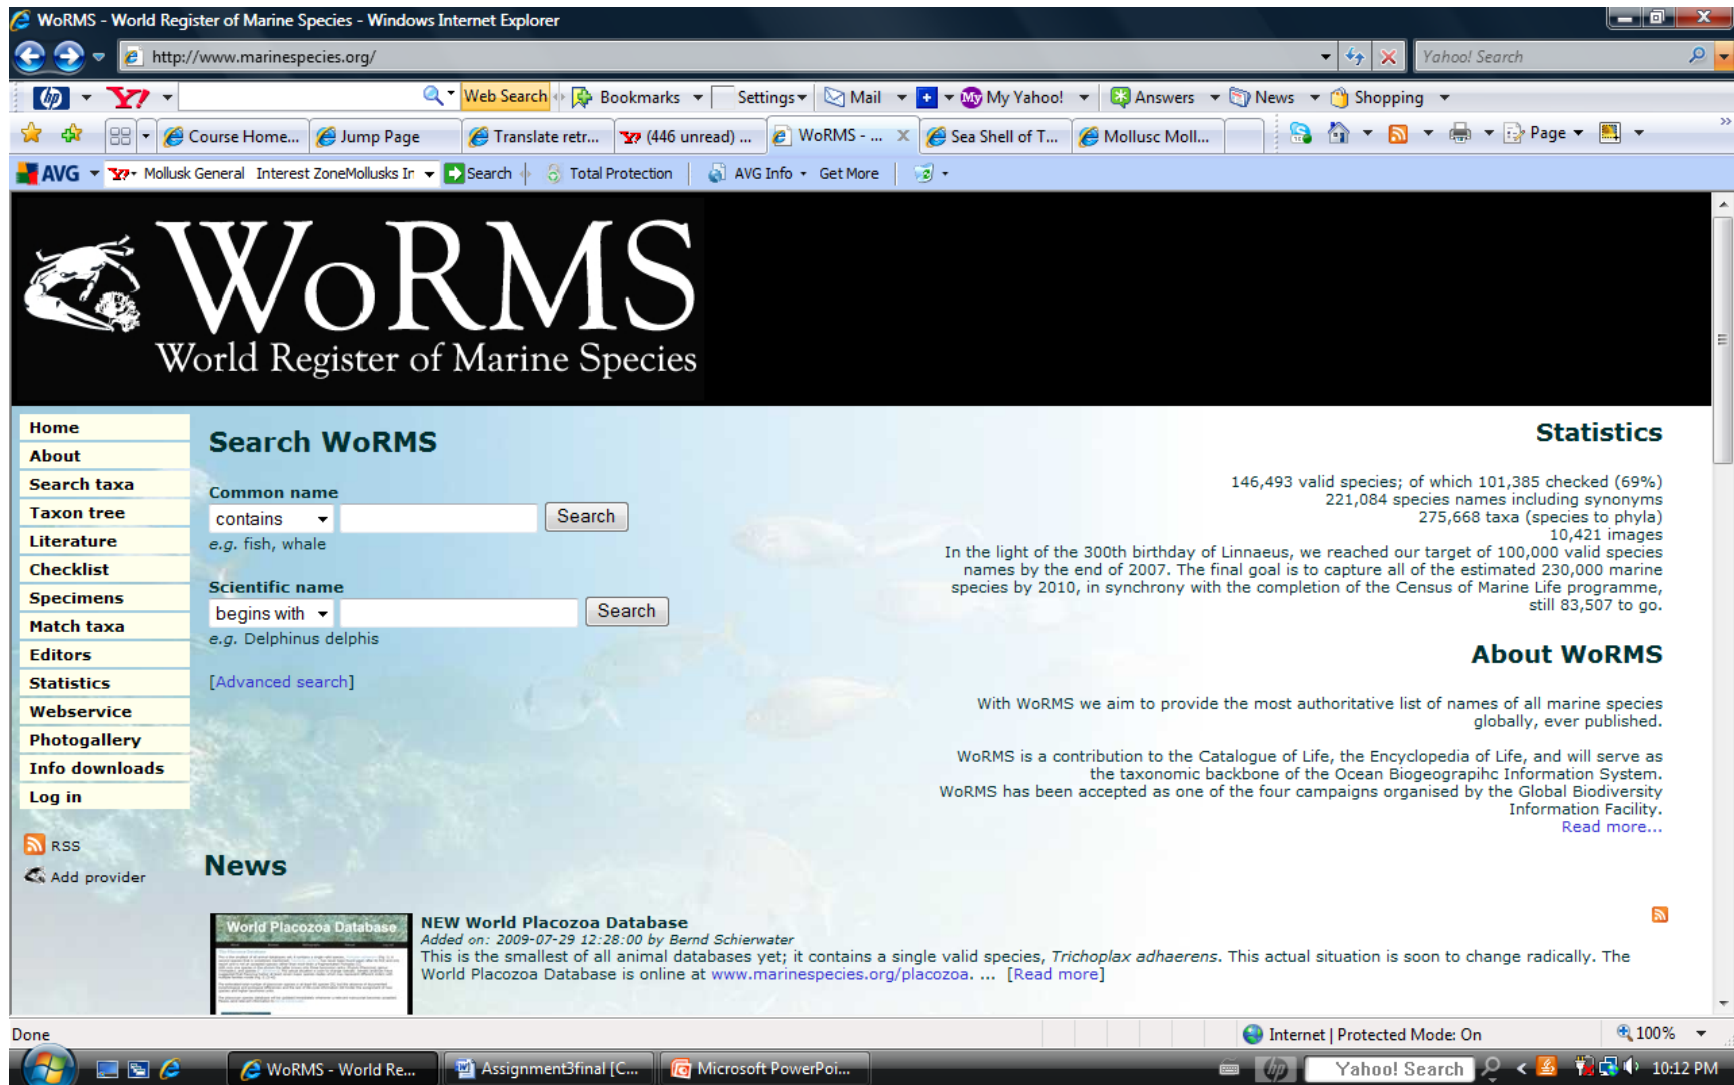 WoRMS - World Register of Marine Species - Windows Internet Explorer
http://www.marinespecies.org/
Yahoo! Search
hp Y! Web Search Bookmarks Settings Mail My My Yahoo! Answers News Shopping
Course Home... Jump Page Translate retr... (446 unread) ... WoRMS - ... Sea Shell of T... Mollusc Moll... Page
AVG Mollusk General Interest ZoneMollusks In Search Total Protection AVG Info Get More
WoRMS
World Register of Marine Species
Home
About
Search taxa
Taxon tree
Literature
Checklist
Specimens
Match taxa
Editors
Statistics
Webservice
Photogallery
Info downloads
Log in
RSS
Add provider
Search WoRMS
Common name
contains Search
e.g. fish, whale
Scientific name
begins with Search
e.g. Delphinus delphis
[Advanced search]
Statistics
146,493 valid species; of which 101,385 checked (69%)
221,084 species names including synonyms
275,668 taxa (species to phyla)
10,421 images
In the light of the 300th birthday of Linnaeus, we reached our target of 100,000 valid species
names by the end of 2007. The final goal is to capture all of the estimated 230,000 marine
species by 2010, in synchrony with the completion of the Census of Marine Life programme,
still 83,507 to go.
About WoRMS
With WoRMS we aim to provide the most authoritative list of names of all marine species
globally, ever published.
WoRMS is a contribution to the Catalogue of Life, the Encyclopedia of Life, and will serve as
the taxonomic backbone of the Ocean Biogeograpihc Information System.
WoRMS has been accepted as one of the four campaigns organised by the Global Biodiversity
Information Facility.
Read more...
News
World Placozoa Database
NEW World Placozoa Database
Added on: 2009-07-29 12:28:00 by Bernd Schierwater
This is the smallest of all animal databases yet; it contains a single valid species, Trichoplax adhaerens. This actual situation is soon to change radically. The
World Placozoa Database is online at www.marinespecies.org/placozoa. ... [Read more]
Done
Internet | Protected Mode: On
100%
WoRMS - World Re... Assignment3final [C... Microsoft PowerPoi... hp Yahoo! Search 10:12 PM